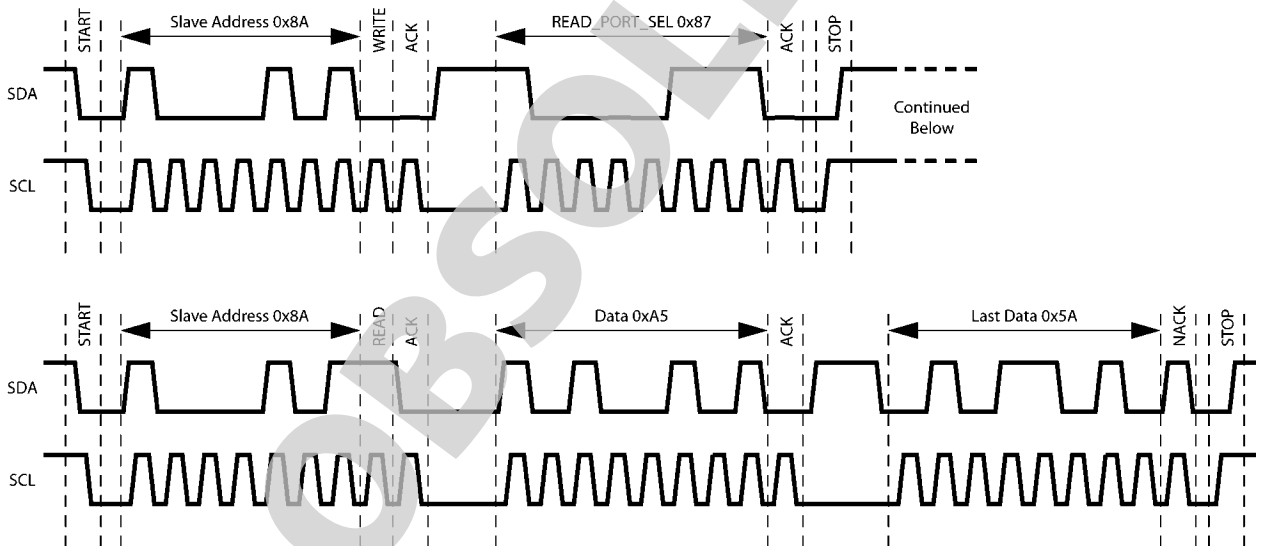 START
Slave Address 0x8A
WRITE
ACK
READ_PORT_SEL 0x87
ACK
STOP
SDA
Continued
Below
SCL
START
Slave Address 0x8A
READ
ACK
Data 0xA5
ACK
Last Data 0x5A
NACK
STOP
SDA
SCL